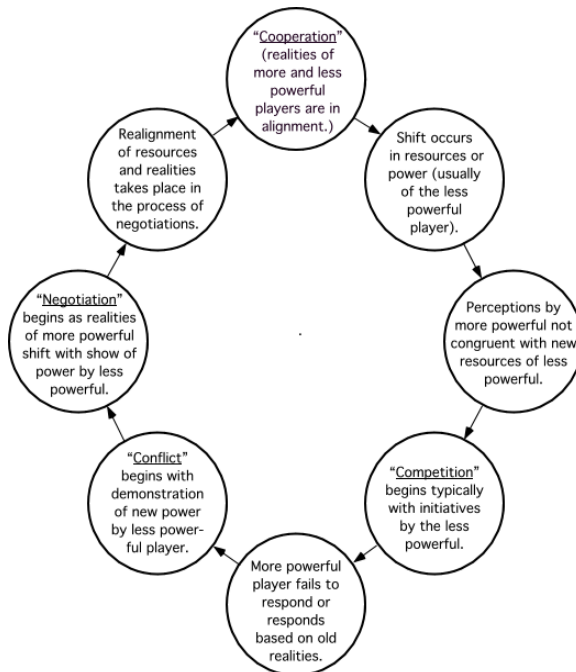 “Cooperation”
(realities of
more and less
powerful
players are in
alignment.)
Shift occurs
in resources or
power (usually
of the less
powerful
player).
Perceptions by
more powerful not
congruent with new
resources of less
powerful.
“Competition”
begins typically
with initiatives
by the less
powerful.
More powerful
player fails to
respond or
responds
based on old
realities.
“Conflict”
begins with
demonstration
of new power
by less power-
ful player.
“Negotiation”
begins as realities
of more powerful
shift with show of
power by less
powerful.
Realignment
of resources
and realities
takes place in
the process of
negotiations.